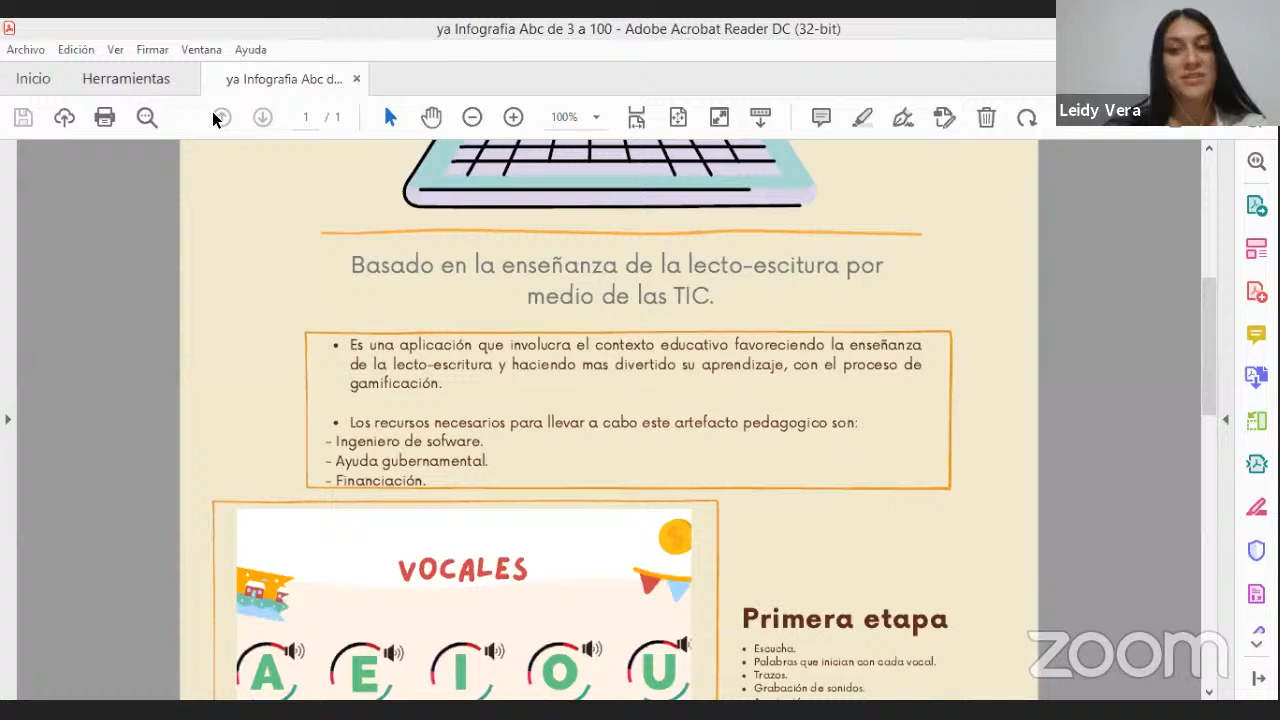 ya Infografia Abc de 3 a 100 - Adobe Acrobat Reader DC (32-bit)
Archivo Edición Ver Firmar Ventana Ayuda
Inicio Herramientas ya Infografia Abc d... ×
1 / 1 100%
Leidy Vera
Basado en la enseñanza de la lecto-escitura por
medio de las TIC.
• Es una aplicación que involucra el contexto educativo favoreciendo la enseñanza
de la lecto-escritura y haciendo mas divertido su aprendizaje, con el proceso de
gamificación.
• Los recursos necesarios para llevar a cabo este artefacto pedagogico son:
- Ingeniero de sofware.
- Ayuda gubernamental.
- Financiación.
VOCALES
A E I O U
Primera etapa
• Escucha.
• Palabras que inician con cada vocal.
• Trazos.
• Grabación de sonidos.
zoom